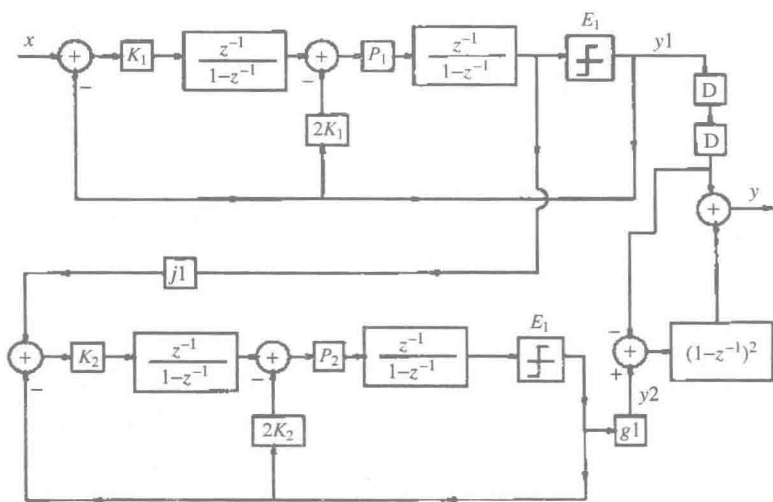 E₁
x
y1
K₁
z⁻¹
1−z⁻¹
P₁
z⁻¹
1−z⁻¹
D
2K₁
D
y
j1
E₁
K₂
z⁻¹
1−z⁻¹
P₂
z⁻¹
1−z⁻¹
(1−z⁻¹)²
y2
2K₂
g1